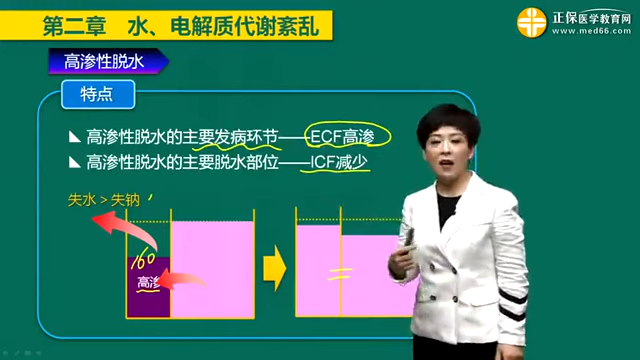 第二章 水、电解质代谢紊乱
正保医学教育网
www.med66.com
高渗性脱水
特点
高渗性脱水的主要发病环节——ECF高渗
高渗性脱水的主要脱水部位——ICF减少
失水＞失钠
160
高渗